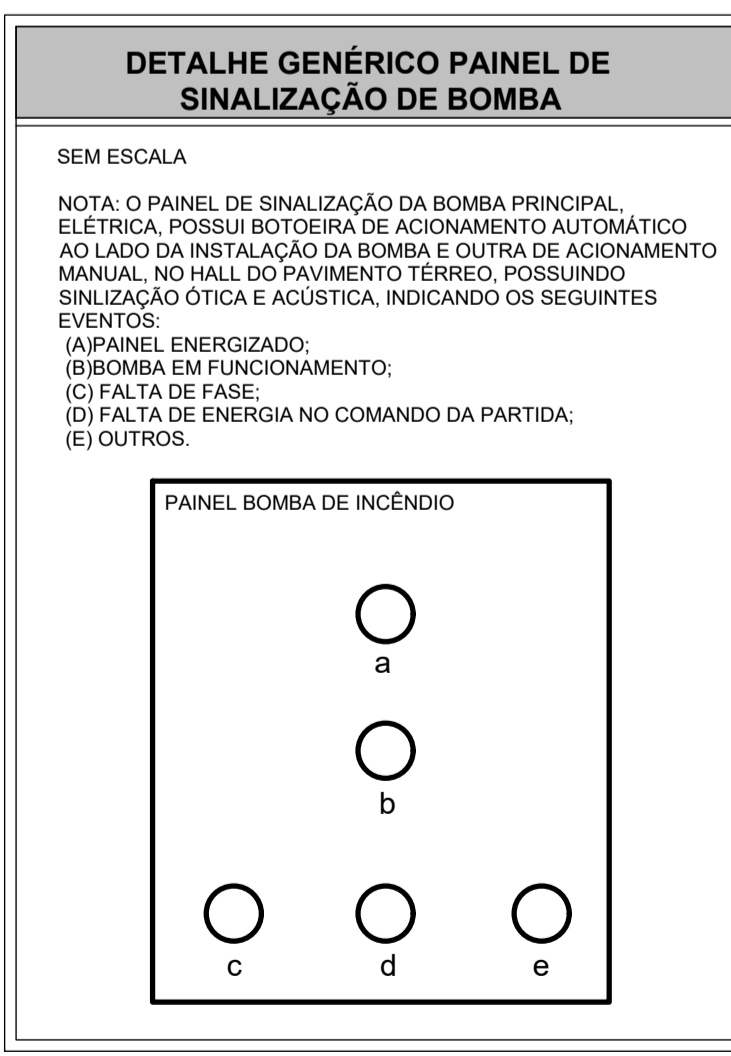 DETALHE GENÉRICO PAINEL DE
SINALIZAÇÃO DE BOMBA
SEM ESCALA
NOTA: O PAINEL DE SINALIZAÇÃO DA BOMBA PRINCIPAL,
ELÉTRICA, POSSUI BOTOEIRA DE ACIONAMENTO AUTOMÁTICO
AO LADO DA INSTALAÇÃO DA BOMBA E OUTRA DE ACIONAMENTO
MANUAL, NO HALL DO PAVIMENTO TÉRREO, POSSUINDO
SINLIZAÇÃO ÓTICA E ACÚSTICA, INDICANDO OS SEGUINTES
EVENTOS:
(A)PAINEL ENERGIZADO;
(B)BOMBA EM FUNCIONAMENTO;
(C) FALTA DE FASE;
(D) FALTA DE ENERGIA NO COMANDO DA PARTIDA;
(E) OUTROS.
PAINEL BOMBA DE INCÊNDIO
a
b
c d e